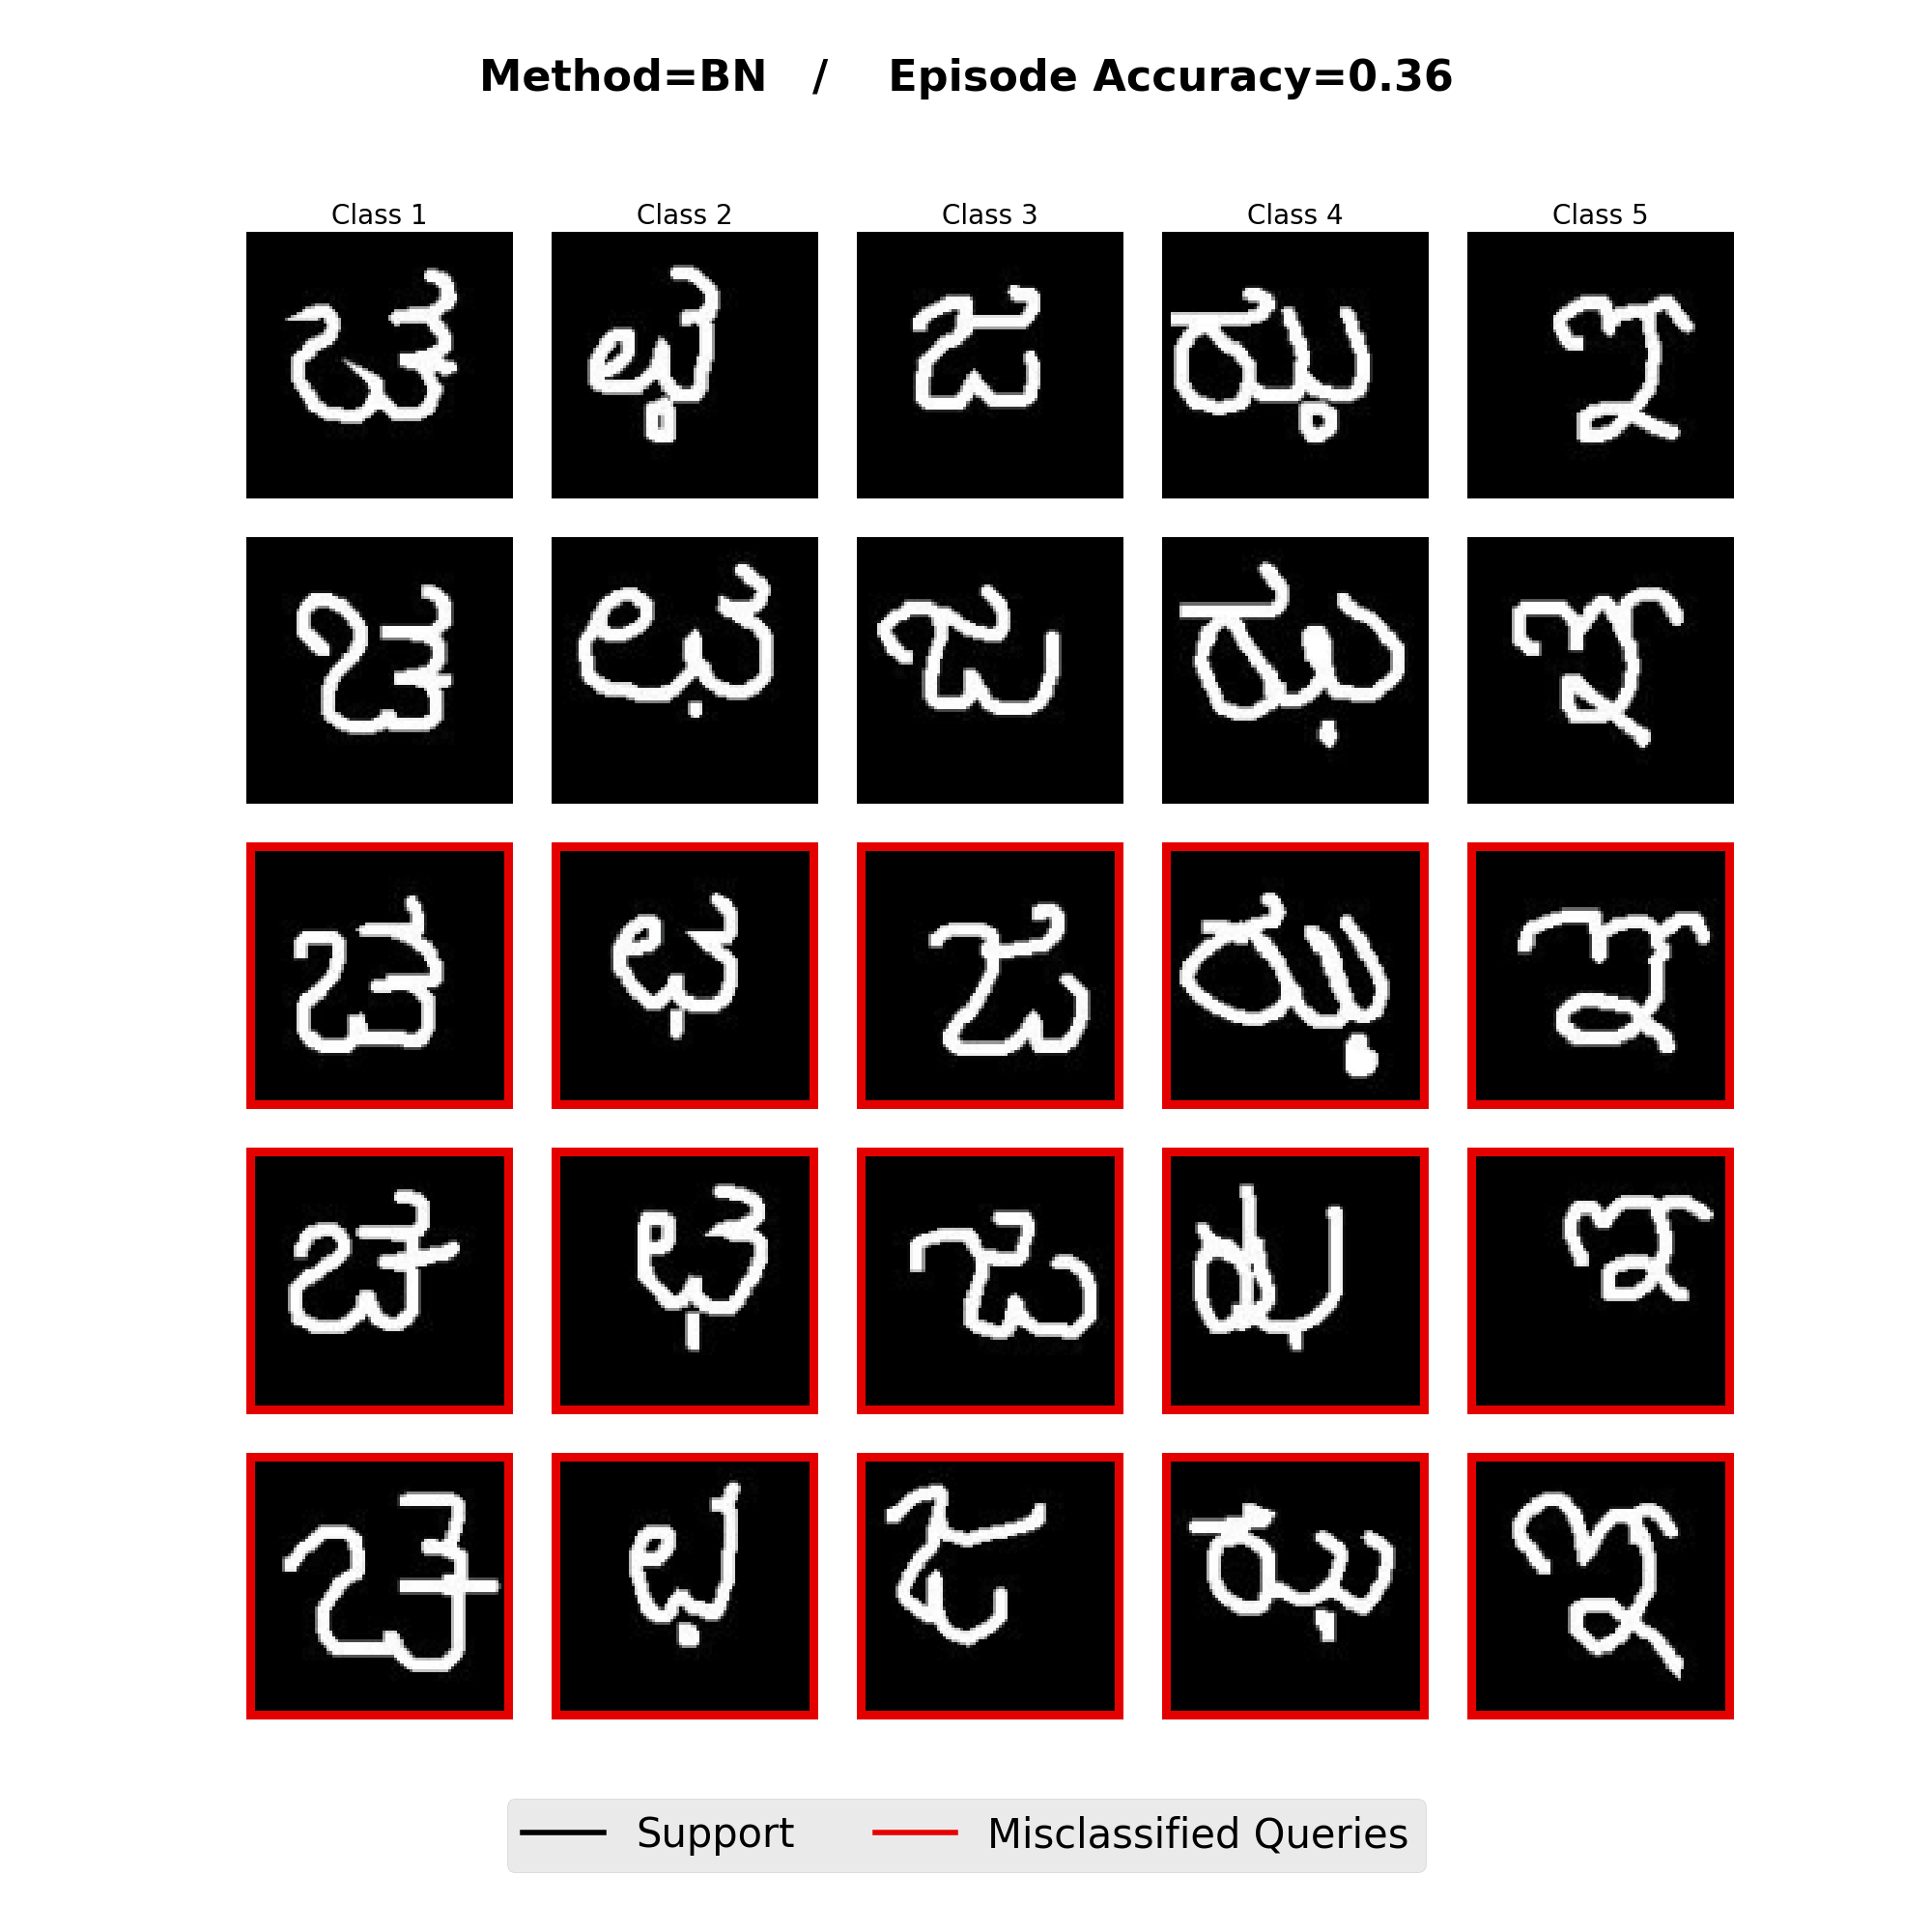 Method=BN / Episode Accuracy=0.36
Class 1 Class 2 Class 3 Class 4 Class 5
ಚ ಛ ಜ ಝ ಞ
ಚ ಛ ಜ ಝ ಞ
ಚ ಛ ಜ ಝ ಞ
ಚ ಛ ಜ ಝ ಞ
ಚ ಛ ಜ ಝ ಞ
Support Misclassified Queries